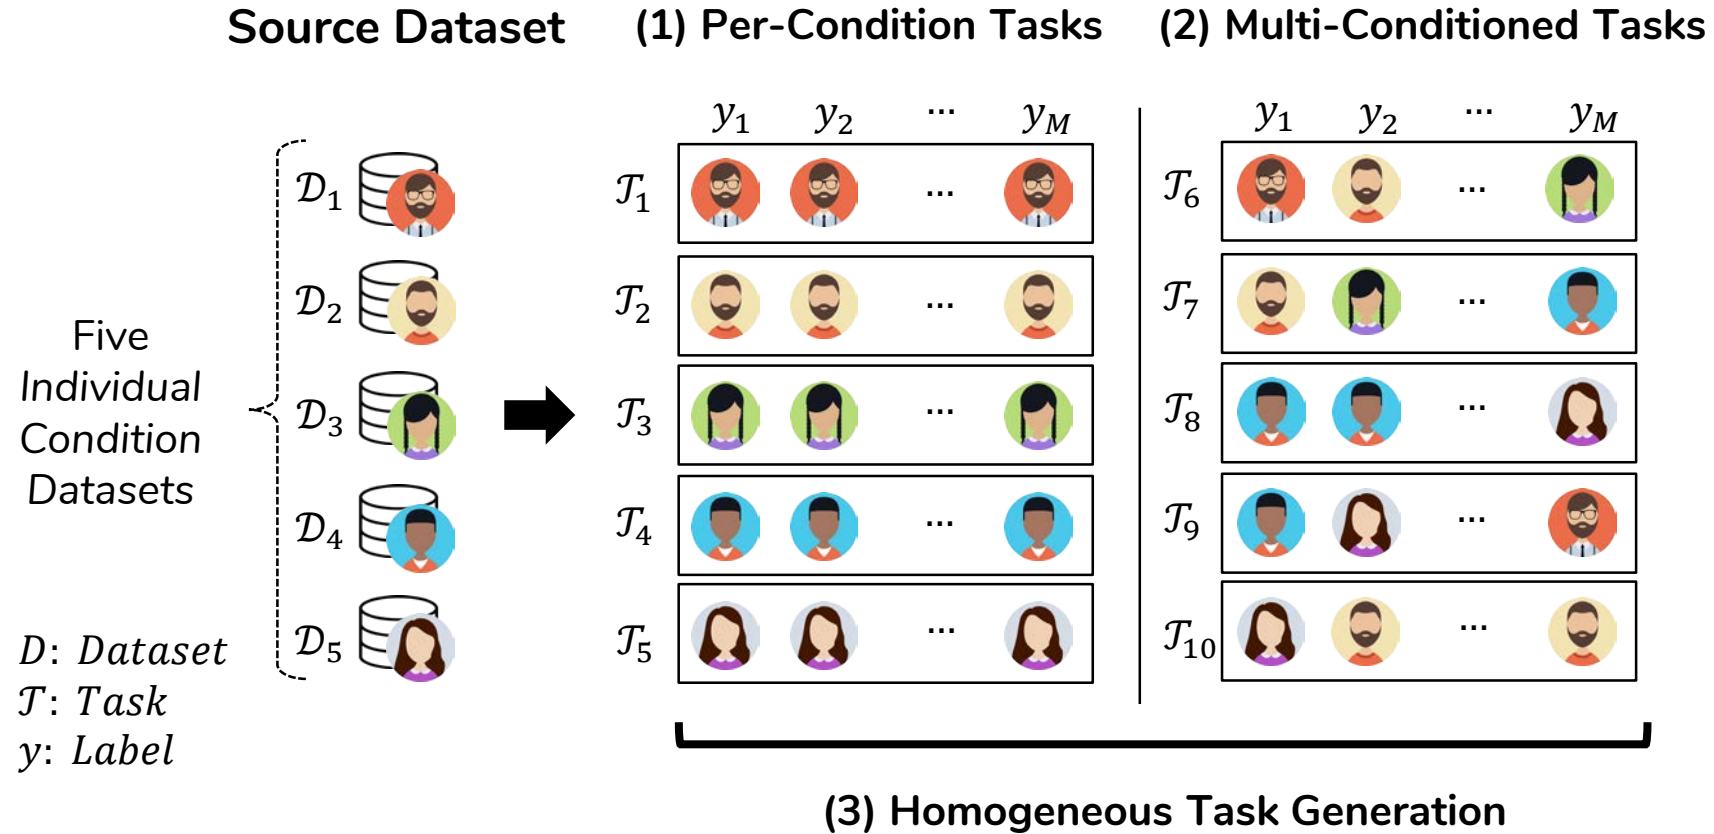 Source Dataset
(1) Per-Condition Tasks
(2) Multi-Conditioned Tasks
y₁ y₂ ... y_M
y₁ y₂ ... y_M
𝒟₁
𝒯₁ ...
𝒯₆ ...
𝒟₂
𝒯₂ ...
𝒯₇ ...
Five
Individual
Condition
Datasets
𝒟₃
𝒯₃ ...
𝒯₈ ...
𝒟₄
𝒯₄ ...
𝒯₉ ...
𝒟₅
𝒯₅ ...
𝒯₁₀ ...
D: Dataset
𝒯: Task
y: Label
(3) Homogeneous Task Generation